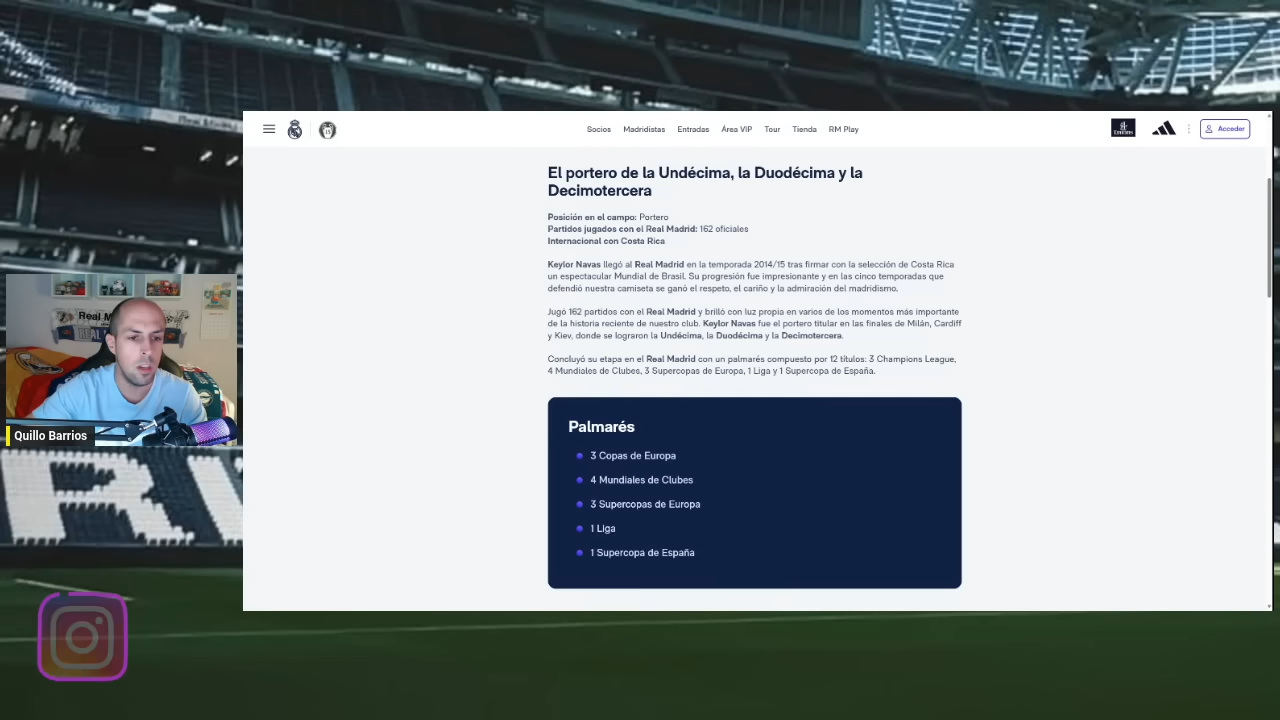 Socios Madridistas Entradas Área VIP Tour Tienda RM Play
Emirates
Acceder
El portero de la Undécima, la Duodécima y la
Decimotercera
Posición en el campo: Portero
Partidos jugados con el Real Madrid: 162 oficiales
Internacional con Costa Rica
Keylor Navas llegó al Real Madrid en la temporada 2014/15 tras firmar con la selección de Costa Rica
un espectacular Mundial de Brasil. Su progresión fue impresionante y en las cinco temporadas que
defendió nuestra camiseta se ganó el respeto, el cariño y la admiración del madridismo.
Jugó 162 partidos con el Real Madrid y brilló con luz propia en varios de los momentos más importante
de la historia reciente de nuestro club. Keylor Navas fue el portero titular en las finales de Milán, Cardiff
y Kiev, donde se lograron la Undécima, la Duodécima y la Decimotercera.
Concluyó su etapa en el Real Madrid con un palmarés compuesto por 12 títulos: 3 Champions League,
4 Mundiales de Clubes, 3 Supercopas de Europa, 1 Liga y 1 Supercopa de España.
Palmarés
3 Copas de Europa
4 Mundiales de Clubes
3 Supercopas de Europa
1 Liga
1 Supercopa de España
Real M
REAL
Quillo Barrios